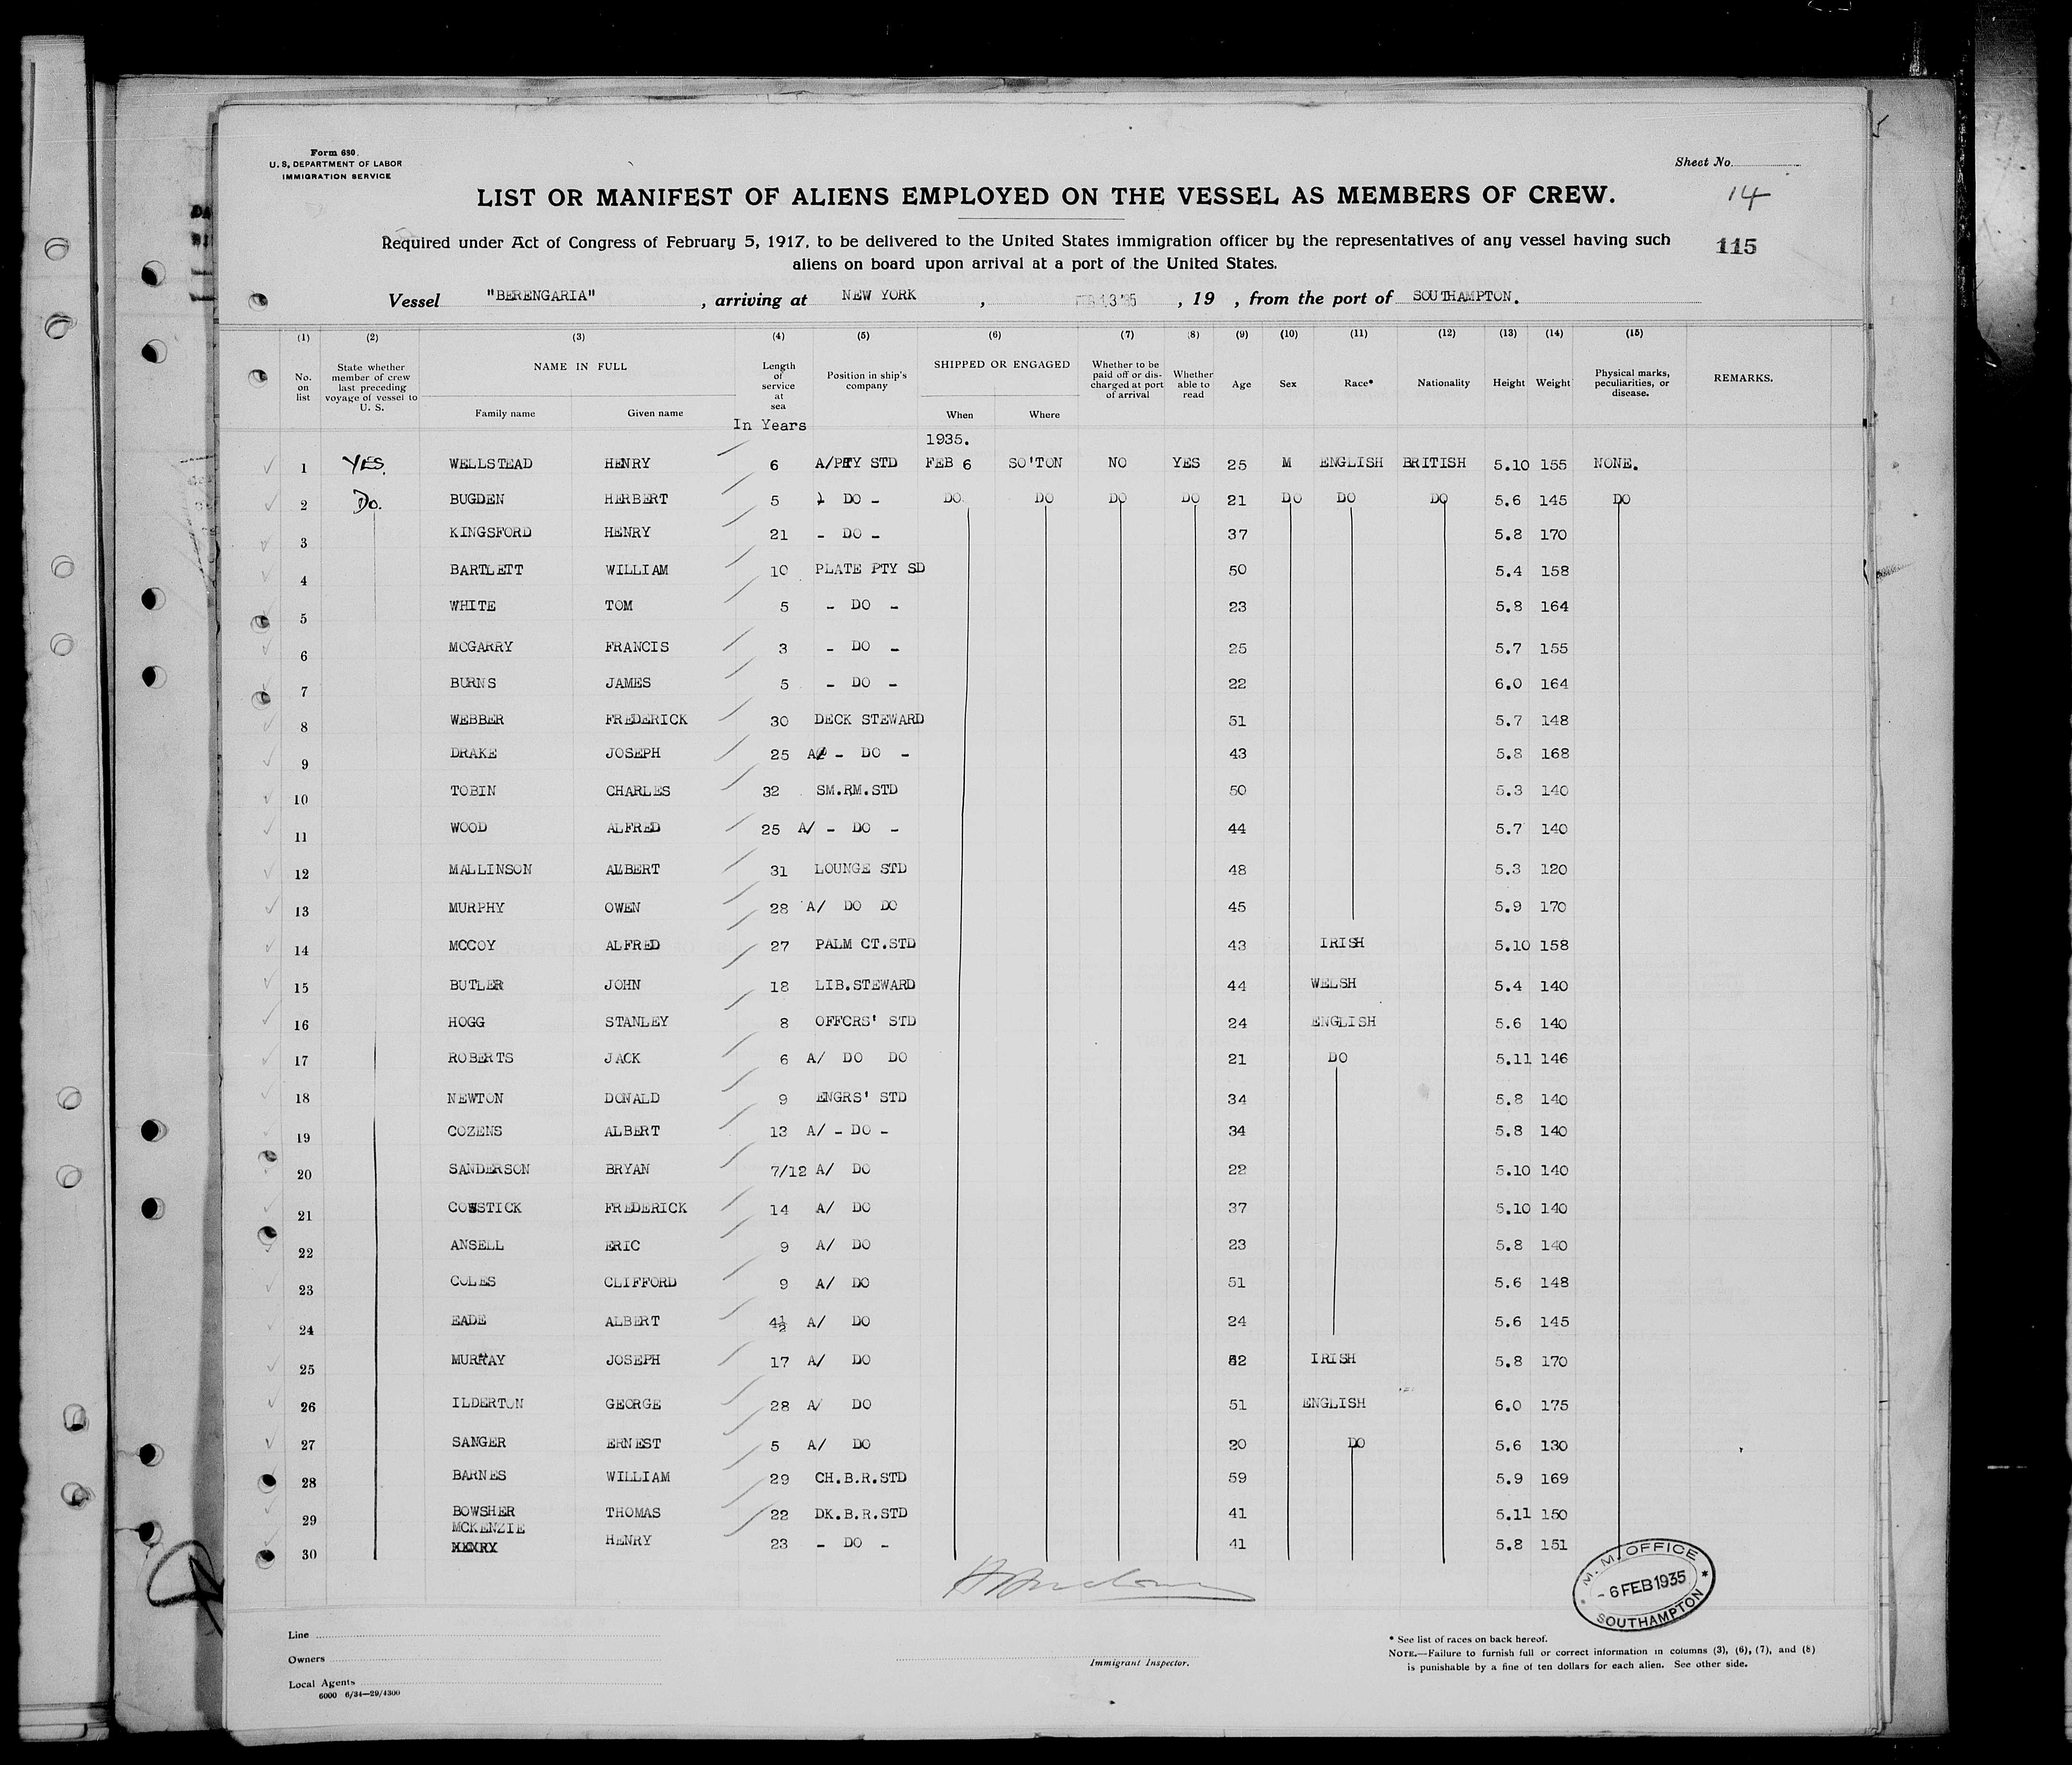 Form 680.
U. S. DEPARTMENT OF LABOR
IMMIGRATION SERVICE
Sheet No.
14
115
LIST OR MANIFEST OF ALIENS EMPLOYED ON THE VESSEL AS MEMBERS OF CREW.
Required under Act of Congress of February 5, 1917, to be delivered to the United States immigration officer by the representatives of any vessel having such
aliens on board upon arrival at a port of the United States.
Vessel "BERENGARIA" , arriving at NEW YORK , 13 '35 , 19 , from the port of SOUTHAMPTON.
(1) (2) (3) (4) (5) (6) (7) (8) (9) (10) (11) (12) (13) (14) (15)
No. on list State whether member of crew last preceding voyage of vessel to U. S. NAME IN FULL Family name Given name Length of service at sea In Years Position in ship's company SHIPPED OR ENGAGED When Where Whether to be paid off or discharged at port of arrival Whether able to read Age Sex Race* Nationality Height Weight Physical marks, peculiarities, or disease. REMARKS.
1935.
1 YES. WELLSTEAD HENRY 6 A/PTY STD FEB 6 SO'TON NO YES 25 M ENGLISH BRITISH 5.10 155 NONE.
2 Do. BUGDEN HERBERT 5 DO - DO DO DO DO 21 DO DO DO 5.6 145 DO
3 KINGSFORD HENRY 21 - DO - 37 5.8 170
4 BARTLETT WILLIAM 10 PLATE PTY SD 50 5.4 158
5 WHITE TOM 5 - DO - 23 5.8 164
6 MCGARRY FRANCIS 3 - DO - 25 5.7 155
7 BURNS JAMES 5 - DO - 22 6.0 164
8 WEBBER FREDERICK 30 DECK STEWARD 51 5.7 148
9 DRAKE JOSEPH 25 A/ - DO - 43 5.8 168
10 TOBIN CHARLES 32 SM.RM.STD 50 5.3 140
11 WOOD ALFRED 25 A/ - DO - 44 5.7 140
12 MALLINSON ALBERT 31 LOUNGE STD 48 5.3 120
13 MURPHY OWEN 28 A/ DO DO 45 5.9 170
14 MCCOY ALFRED 27 PALM CT.STD 43 IRISH 5.10 158
15 BUTLER JOHN 18 LIB.STEWARD 44 WELSH 5.4 140
16 HOGG STANLEY 8 OFFCRS' STD 24 ENGLISH 5.6 140
17 ROBERTS JACK 6 A/ DO DO 21 DO 5.11 146
18 NEWTON DONALD 9 ENGRS' STD 34 5.8 140
19 COZENS ALBERT 13 A/ - DO - 34 5.8 140
20 SANDERSON BRYAN 7/12 A/ DO 22 5.10 140
21 COWSTICK FREDERICK 14 A/ DO 37 5.10 140
22 ANSELL ERIC 9 A/ DO 23 5.8 140
23 COLES CLIFFORD 9 A/ DO 51 5.6 148
24 EADE ALBERT 4½ A/ DO 24 5.6 145
25 MURRAY JOSEPH 17 A/ DO IRISH 5.8 170
26 ILDERTON GEORGE 28 A/ DO 51 ENGLISH 6.0 175
27 SANGER ERNEST 5 A/ DO 20 DO 5.6 130
28 BARNES WILLIAM 29 CH.B.R.STD 59 5.9 169
29 BOWSHER THOMAS 22 DK.B.R.STD 41 5.11 150
30 MCKENZIE HENRY 23 - DO - 41 5.8 151
M. M. OFFICE
- 6 FEB 1935
SOUTHAMPTON
Line
Owners
Local Agents
6000 6/34—29/4300
Immigrant Inspector.
* See list of races on back hereof.
NOTE.—Failure to furnish full or correct information in columns (3), (6), (7), and (8)
is punishable by a fine of ten dollars for each alien. See other side.